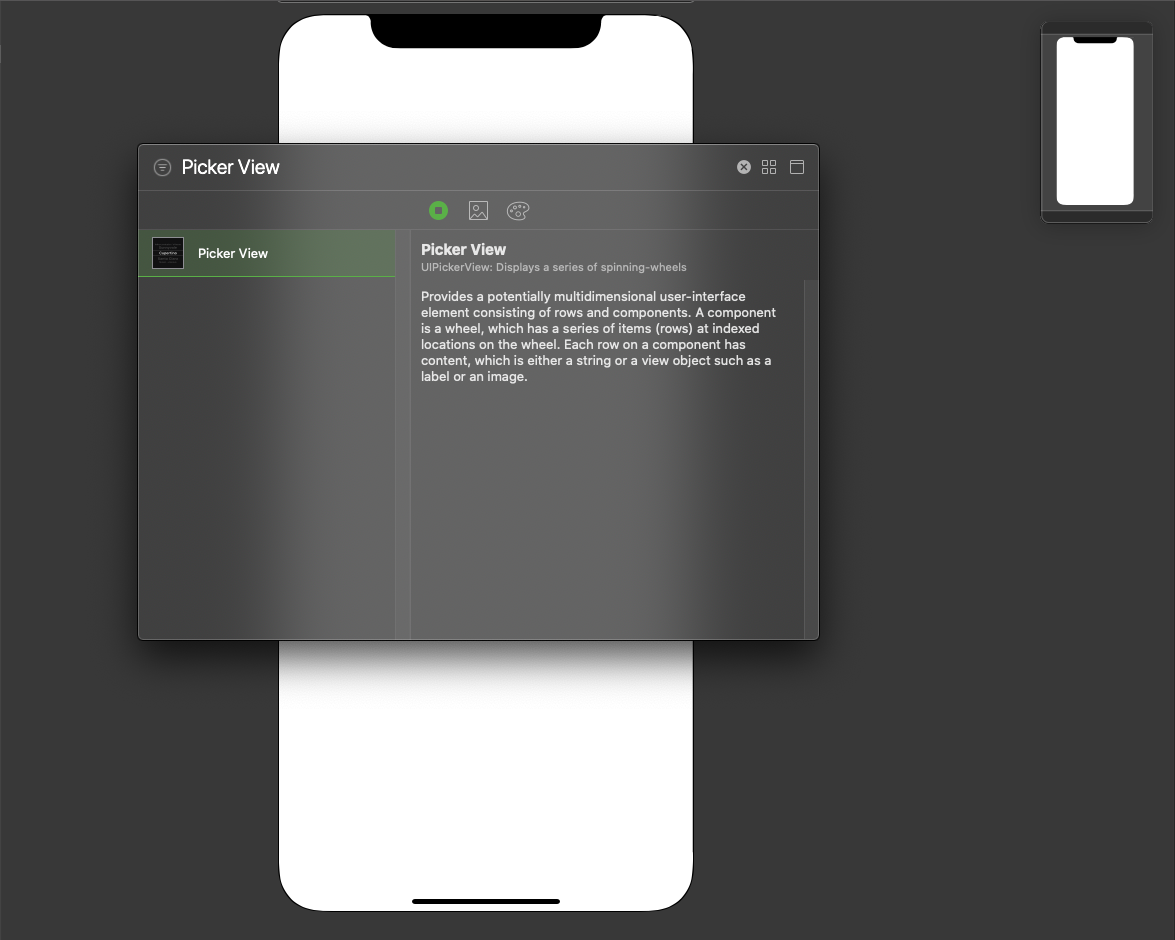 Picker View
Picker View
Picker View
UIPickerView: Displays a series of spinning-wheels
Provides a potentially multidimensional user-interface
element consisting of rows and components. A component
is a wheel, which has a series of items (rows) at indexed
locations on the wheel. Each row on a component has
content, which is either a string or a view object such as a
label or an image.